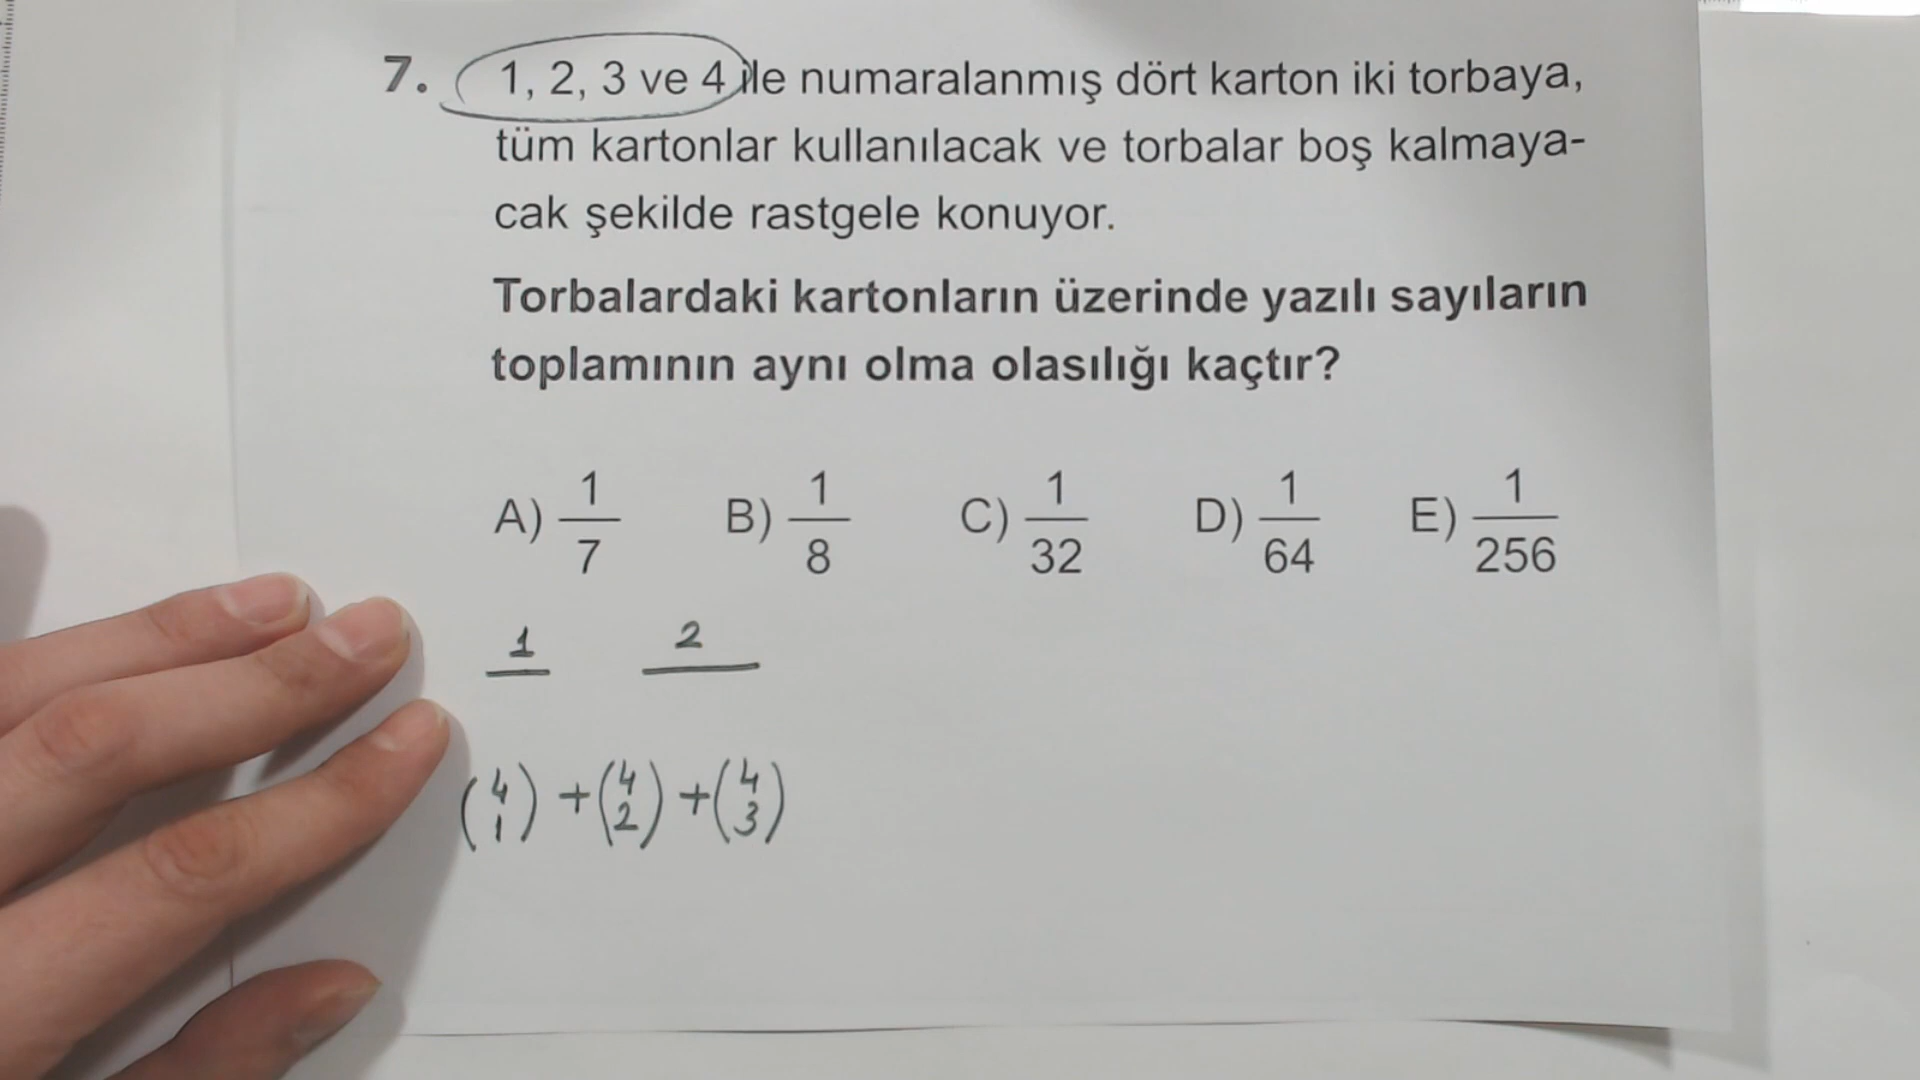 7. 1, 2, 3 ve 4 ile numaralanmış dört karton iki torbaya,
tüm kartonlar kullanılacak ve torbalar boş kalmaya-
cak şekilde rastgele konuyor.
Torbalardaki kartonların üzerinde yazılı sayıların
toplamının aynı olma olasılığı kaçtır?
A) 1/7 B) 1/8 C) 1/32 D) 1/64 E) 1/256
1 2
(4 1) + (4 2) + (4 3)